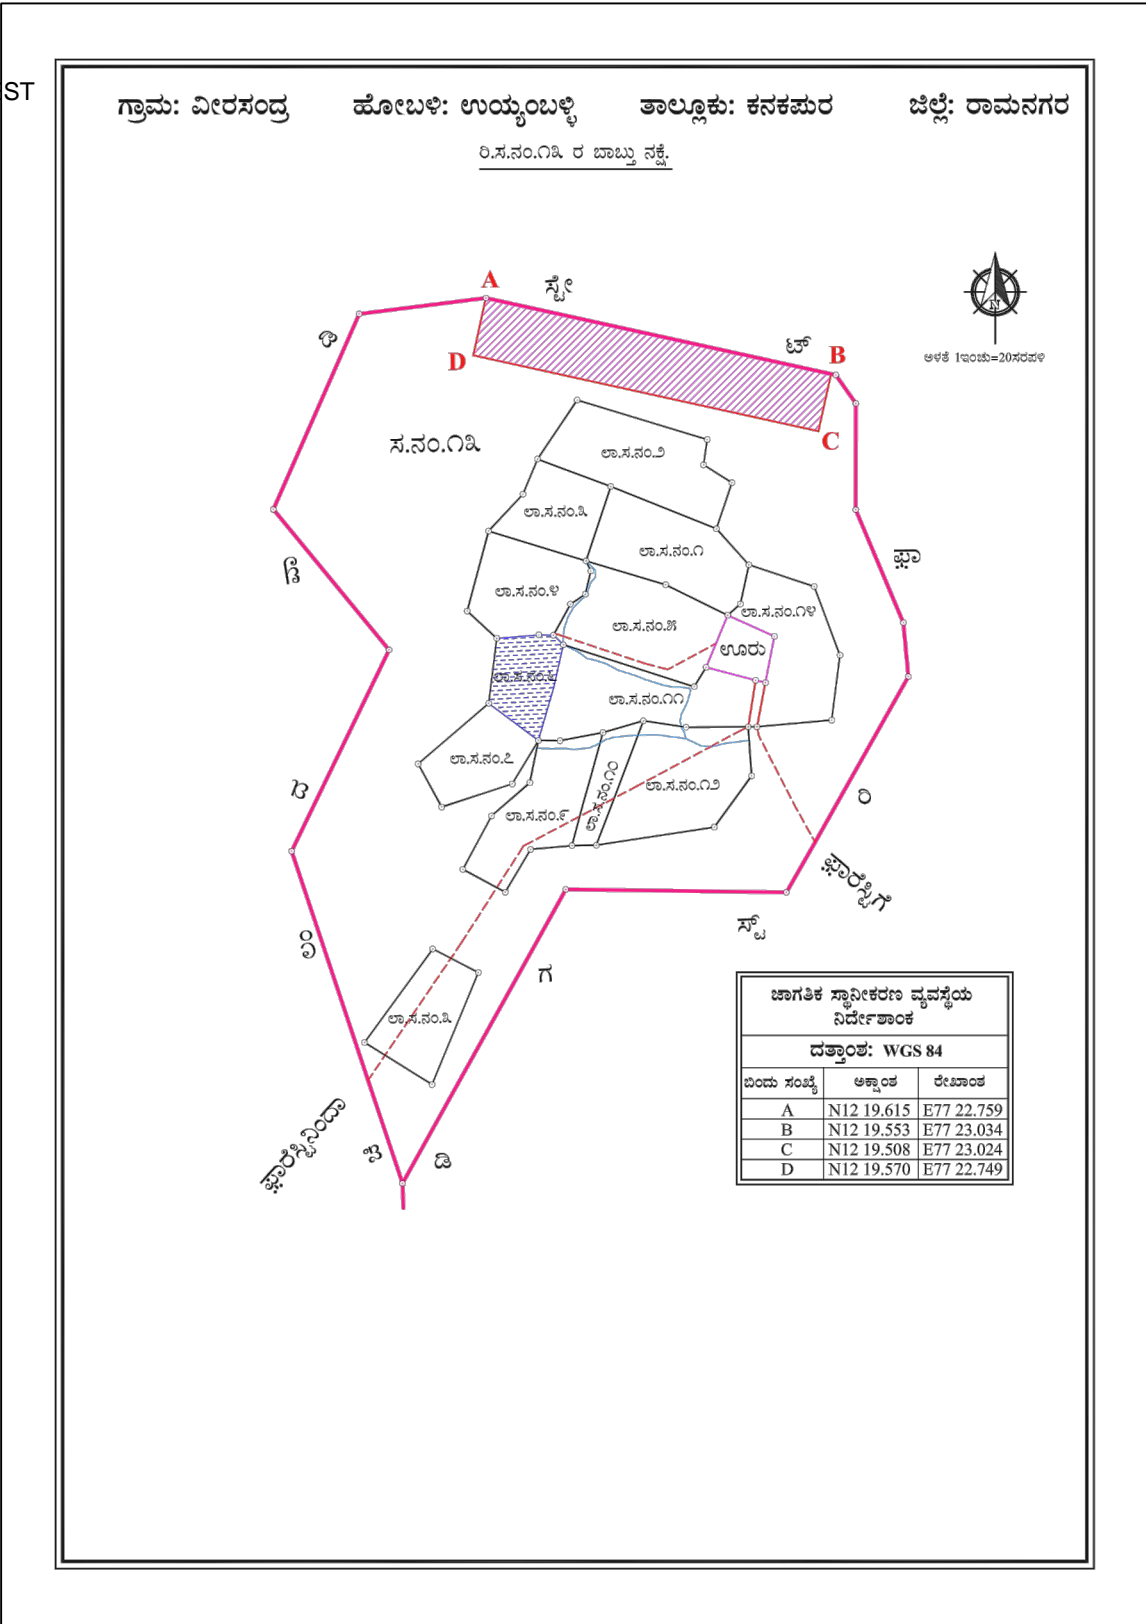 ST
ಗ್ರಾಮ: ವೀರಸಂದ್ರ ಹೋಬಳಿ: ಉಯ್ಯಂಬಳ್ಳಿ ತಾಲ್ಲೂಕು: ಕನಕಪುರ ಜಿಲ್ಲೆ: ರಾಮನಗರ
ರಿ.ಸ.ನಂ.೧೩ ರ ಬಾಬ್ತು ನಕ್ಷೆ.
A
ಸ್ಟೇ
ಟ್
B
N
ಅಳತೆ 1ಇಂಚು=20ಸರಪಳಿ
D
C
ಸ.ನಂ.೧೩
ಲಾ.ಸ.ನಂ.೨
ಲಾ.ಸ.ನಂ.೩
ಲಾ.ಸ.ನಂ.೧
ಫಾ
ಲಾ.ಸ.ನಂ.೪
ಲಾ.ಸ.ನಂ.೫
ಲಾ.ಸ.ನಂ.೧೪
ಊರು
ಲಾ.ಸ.ನಂ.೬
ಲಾ.ಸ.ನಂ.೧೧
ಲಾ.ಸ.ನಂ.೭
ಲಾ.ಸ.ನಂ.೧೦
ಲಾ.ಸ.ನಂ.೧೨
ರಿ
ಲಾ.ಸ.ನಂ.೯
ಫಾರೆಸ್ಟಿಗೆ
ಸ್ಟ್
ಗ
ಲಾ.ಸ.ನಂ.೩
ಫಾರೆಸ್ಟಿನಿಂದಾ
ಡಿ
ಜಾಗತಿಕ ಸ್ಥಾನೀಕರಣ ವ್ಯವಸ್ಥೆಯ
ನಿರ್ದೇಶಾಂಕ
ದತ್ತಾಂಶ: WGS 84
ಬಿಂದು ಸಂಖ್ಯೆ ಅಕ್ಷಾಂಶ ರೇಖಾಂಶ
A N12 19.615 E77 22.759
B N12 19.553 E77 23.034
C N12 19.508 E77 23.024
D N12 19.570 E77 22.749